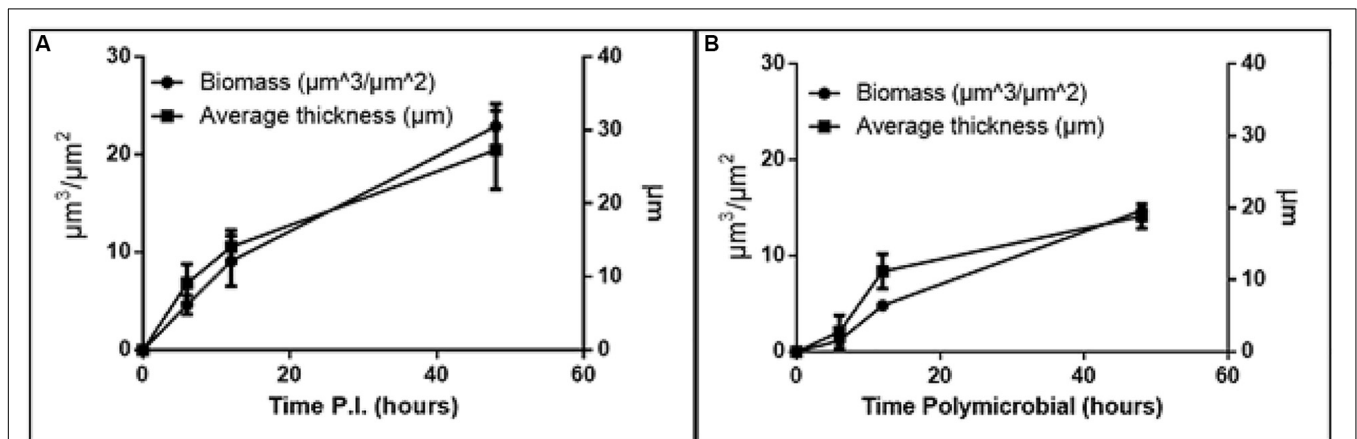 A
30
20
10
0
μm³/μm²
Biomass (μm^3/μm^2)
Average thickness (μm)
40
30
20
10
0
μm
0 20 40 60
Time P.I. (hours)
B
30
20
10
0
μm³/μm²
Biomass (μm^3/μm^2)
Average thickness (μm)
40
30
20
10
0
μm
0 20 40 60
Time Polymicrobial (hours)